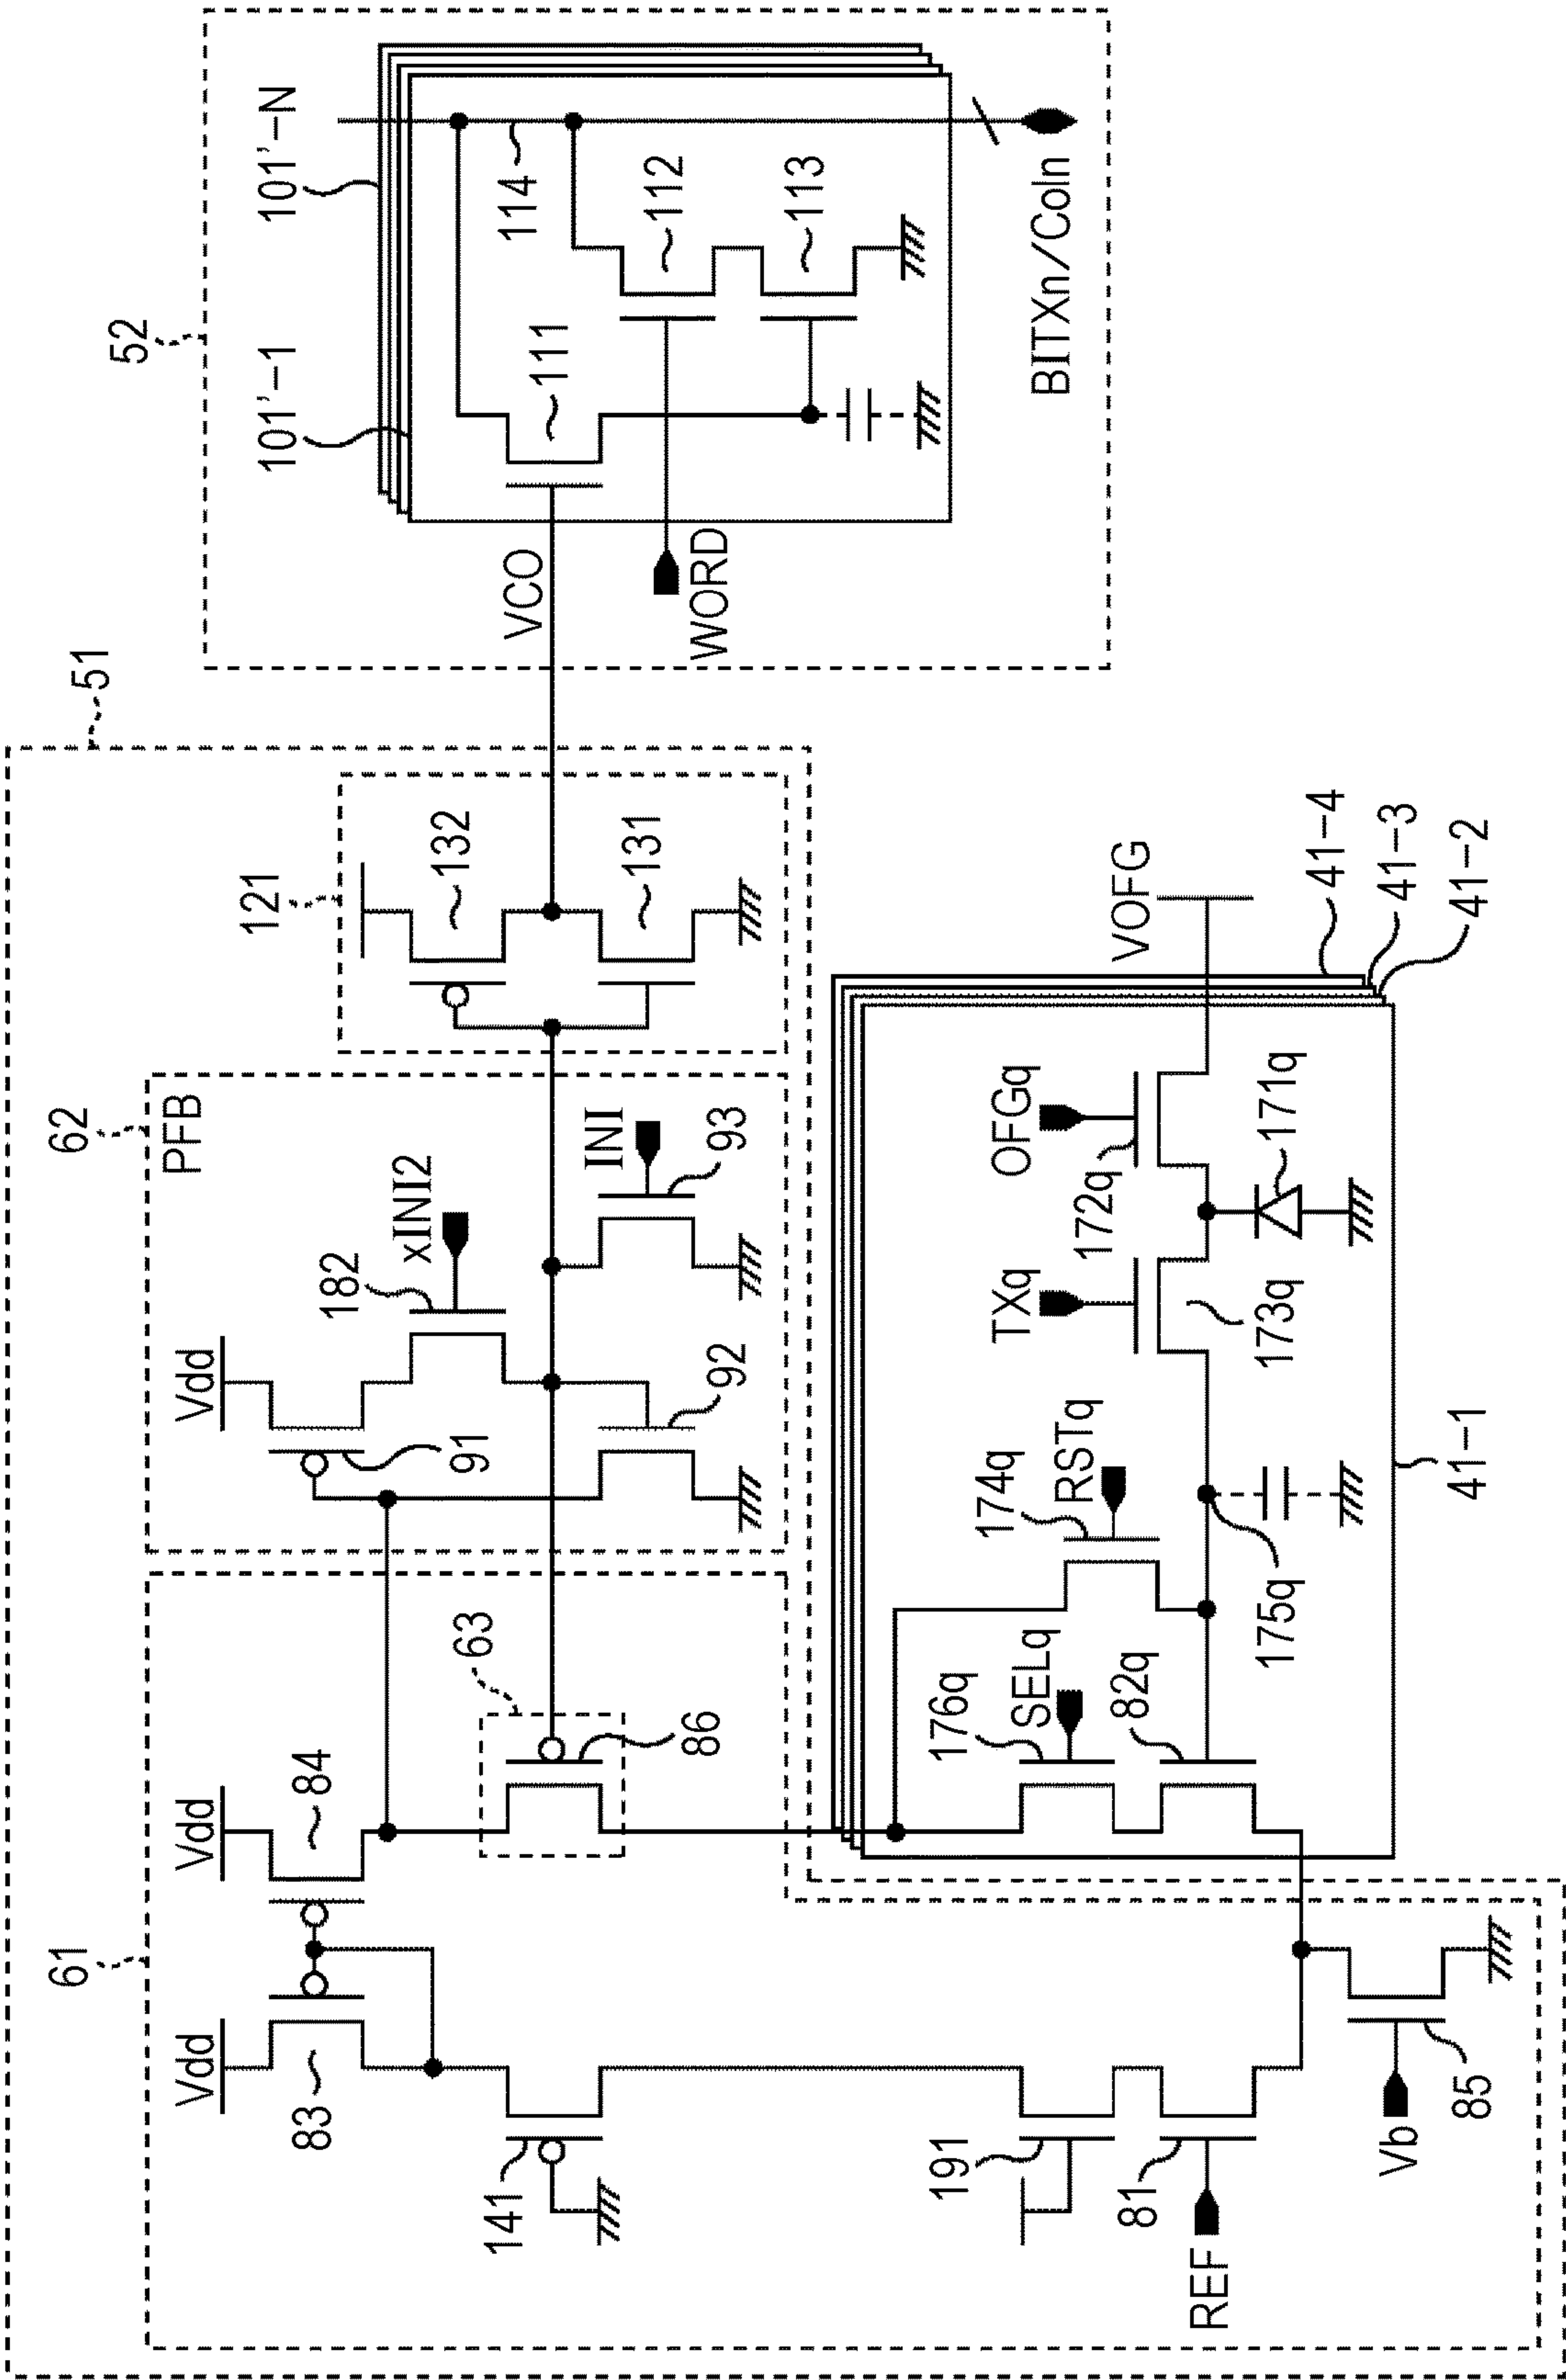 51
61
Vdd
Vdd
83
84
141
63
86
191
81
REF
Vb
85
62
PFB
Vdd
91
182
xINI2
92
INI
93
121
132
131
VCO
52
101'-1
101'-N
111
114
112
113
WORD
BITXn/Coln
176q
SELq
82q
174q
RSTq
175q
TXq
173q
172q
OFGq
171q
VOFG
41-1
41-4
41-3
41-2